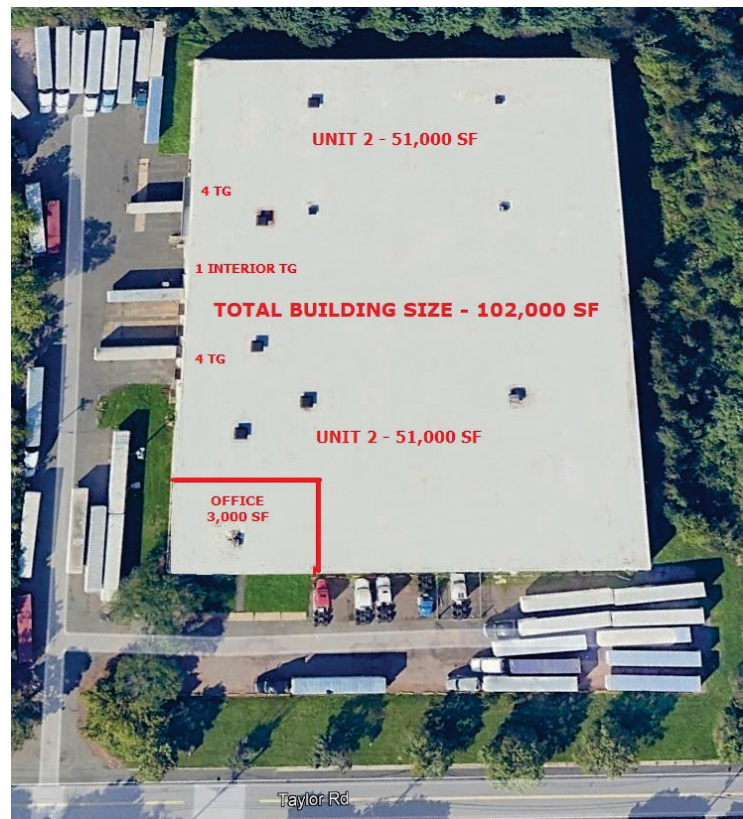 UNIT 2 - 51,000 SF
4 TG
1 INTERIOR TG
TOTAL BUILDING SIZE - 102,000 SF
4 TG
UNIT 2 - 51,000 SF
OFFICE
3,000 SF
Taylor Rd